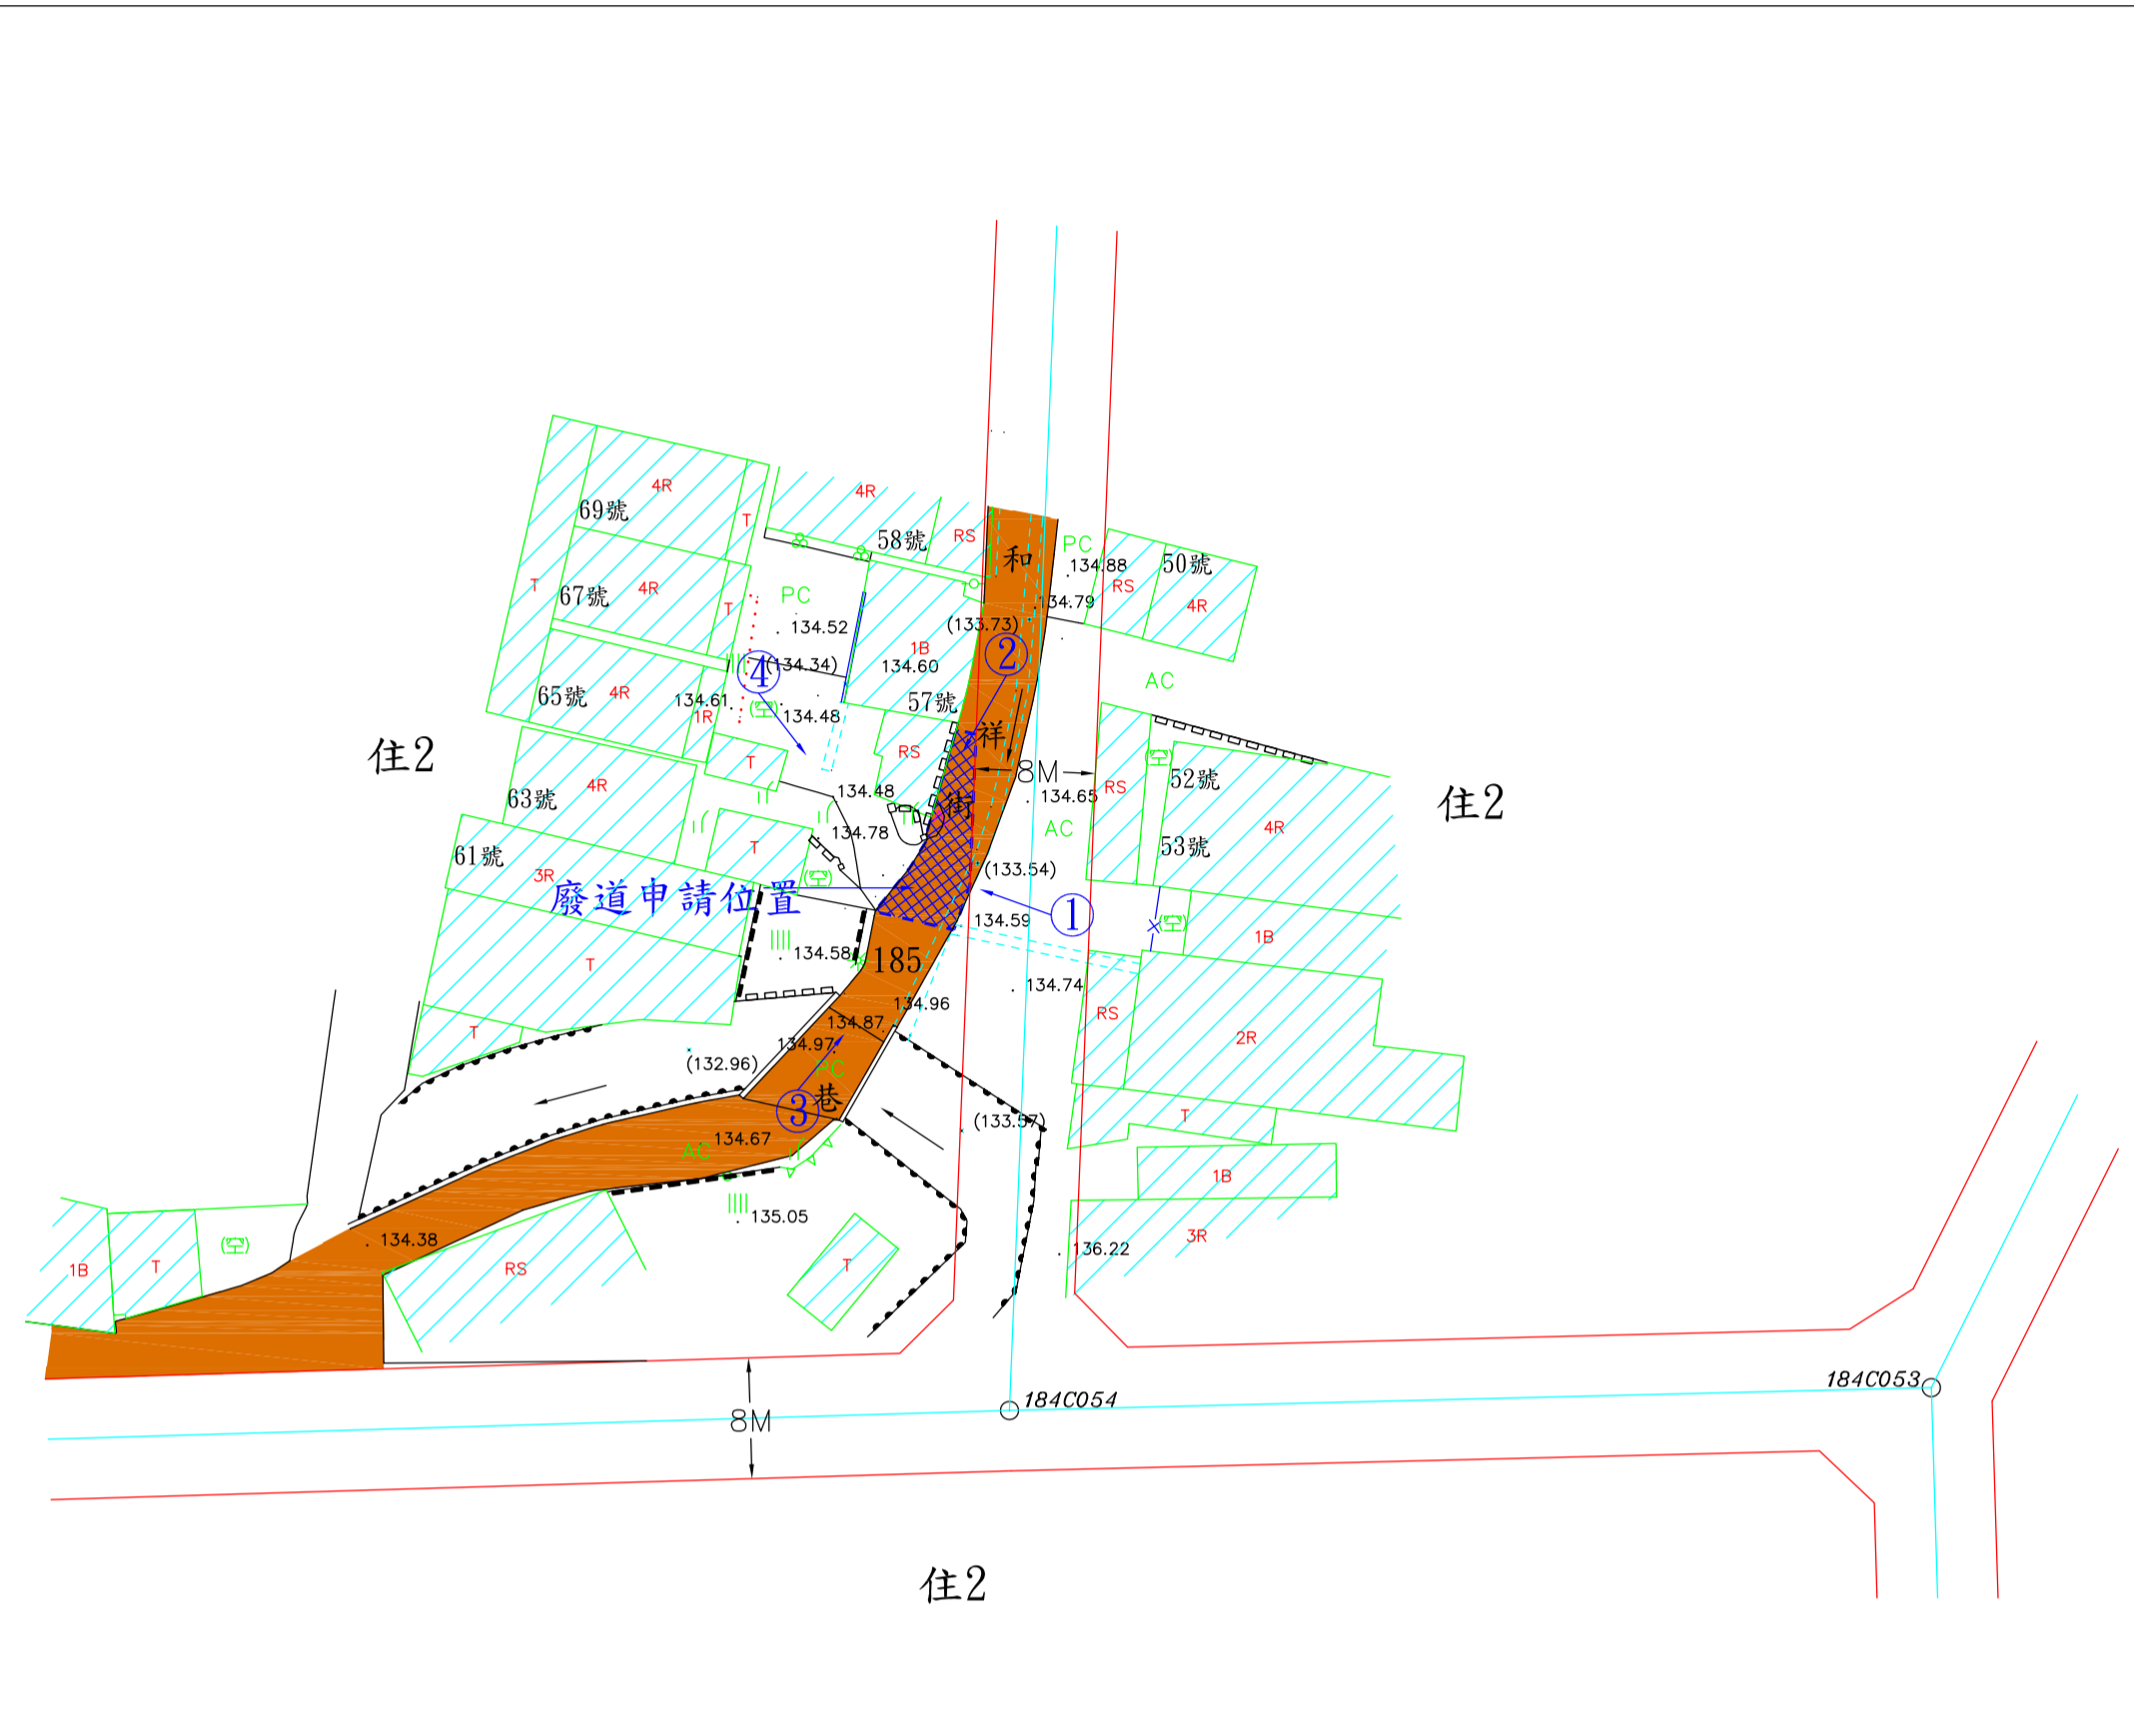 4R
4R
69號
T
58號
RS
和
PC
134.88
50號
RS
4R
134.79
T
4R
67號
T
PC
134.52
(133.73)
1B
134.60
②
④
(134.34)
AC
65號
4R
134.61
1R
134.48
57號
住2
祥
RS
T
8M
RS
52號
63號
4R
134.48
134.65
住2
街
AC
4R
134.78
53號
61號
3R
T
(133.54)
廢道申請位置
①
134.59
1B
134.58
185
T
134.74
134.96
RS
2R
134.87
T
134.97
(132.96)
PC
巷
③
(133.57)
T
134.67
AC
1B
135.05
134.38
3R
136.22
1B
T
RS
T
184C053
184C054
8M
住2